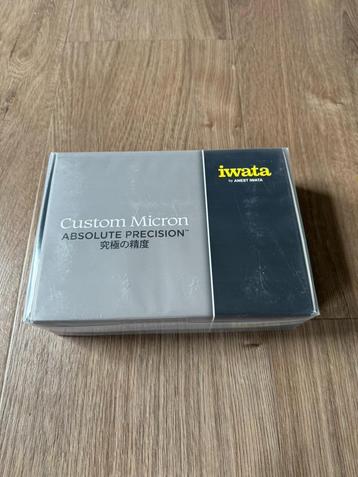 Custom Micron
ABSOLUTE PRECISION™
究極の精度
iwata
by ANEST IWATA